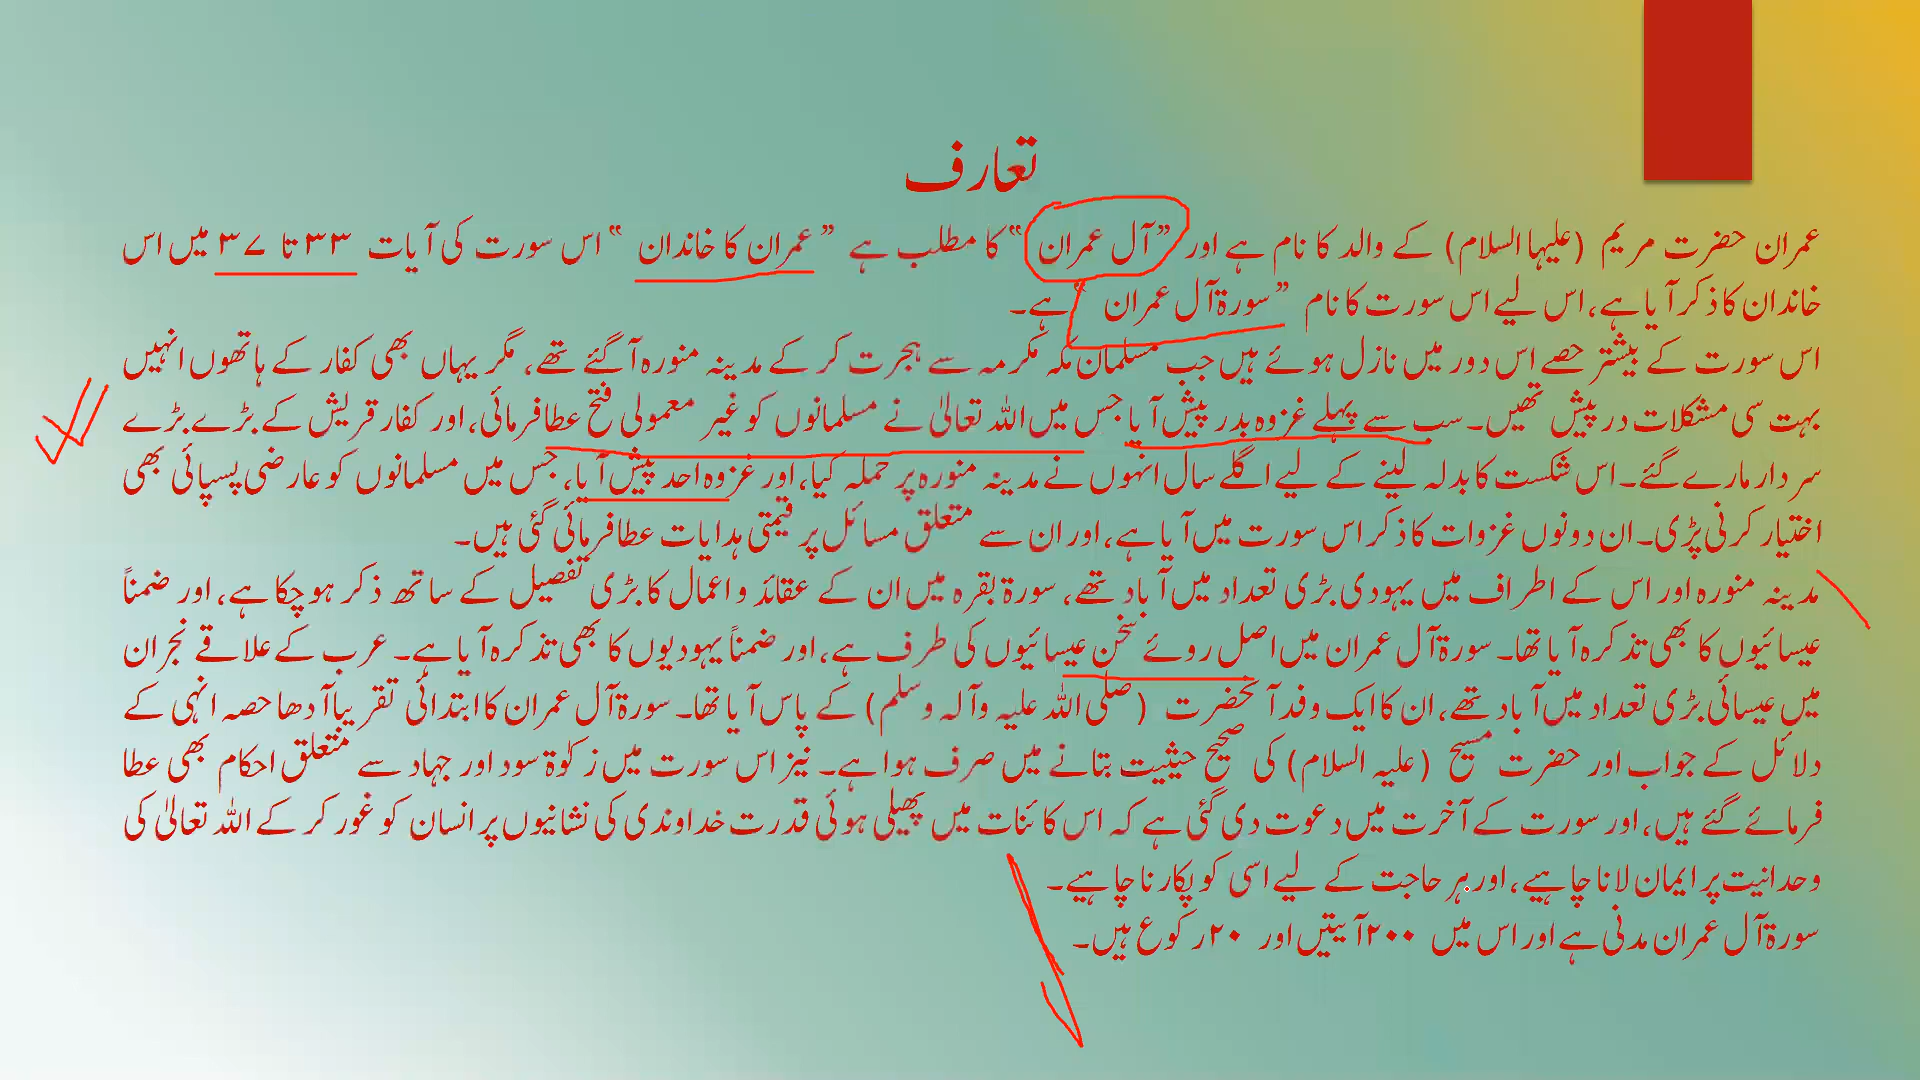 تعارف
عمران حضرت مریم (علیہا السلام) کے والد کا نام ہے اور ”آل عمران“ کا مطلب ہے ”عمران کا خاندان“ اس سورت کی آیات ۳۳ تا ۳۷ میں اس
خاندان کا ذکر آیا ہے، اس لیے اس سورت کا نام ”سورۃ آل عمران“ ہے۔
اس سورت کے بیشتر حصے اس دور میں نازل ہوئے ہیں جب مسلمان مکہ مکرمہ سے ہجرت کر کے مدینہ منورہ آگئے تھے، مگر یہاں بھی کفار کے ہاتھوں انہیں
بہت سی مشکلات درپیش تھیں۔ سب سے پہلے غزوہ بدر پیش آیا جس میں اللہ تعالیٰ نے مسلمانوں کو غیر معمولی فتح عطا فرمائی، اور کفار قریش کے بڑے بڑے
سردار مارے گئے۔ اس شکست کا بدلہ لینے کے لیے اگلے سال انہوں نے مدینہ منورہ پر حملہ کیا، اور غزوہ احد پیش آیا، جس میں مسلمانوں کو عارضی پسپائی بھی
اختیار کرنی پڑی۔ ان دونوں غزوات کا ذکر اس سورت میں آیا ہے، اور ان سے متعلق مسائل پر قیمتی ہدایات عطا فرمائی گئی ہیں۔
مدینہ منورہ اور اس کے اطراف میں یہودی بڑی تعداد میں آباد تھے، سورۃ بقرہ میں ان کے عقائد و اعمال کا بڑی تفصیل کے ساتھ ذکر ہوچکا ہے، اور ضمناً
عیسائیوں کا بھی تذکرہ آیا تھا۔ سورۃ آل عمران میں اصل روئے سخن عیسائیوں کی طرف ہے، اور ضمناً یہودیوں کا بھی تذکرہ آیا ہے۔ عرب کے علاقے نجران
میں عیسائی بڑی تعداد میں آباد تھے، ان کا ایک وفد آنحضرت (صلی اللہ علیہ وآلہ وسلم) کے پاس آیا تھا۔ سورۃ آل عمران کا ابتدائی تقریباً آدھا حصہ انہی کے
دلائل کے جواب اور حضرت مسیح (علیہ السلام) کی صحیح حیثیت بتانے میں صرف ہوا ہے۔ نیز اس سورت میں زکوٰۃ سود اور جہاد سے متعلق احکام بھی عطا
فرمائے گئے ہیں، اور سورت کے آخرت میں دعوت دی گئی ہے کہ اس کائنات میں پھیلی ہوئی قدرت خداوندی کی نشانیوں پر انسان کو غور کر کے اللہ تعالیٰ کی
وحدانیت پر ایمان لانا چاہیے، اور ہر حاجت کے لیے اسی کو پکارنا چاہیے۔
سورۃ آل عمران مدنی ہے اور اس میں ۲۰۰ آیتیں اور ۲۰ رکوع ہیں۔